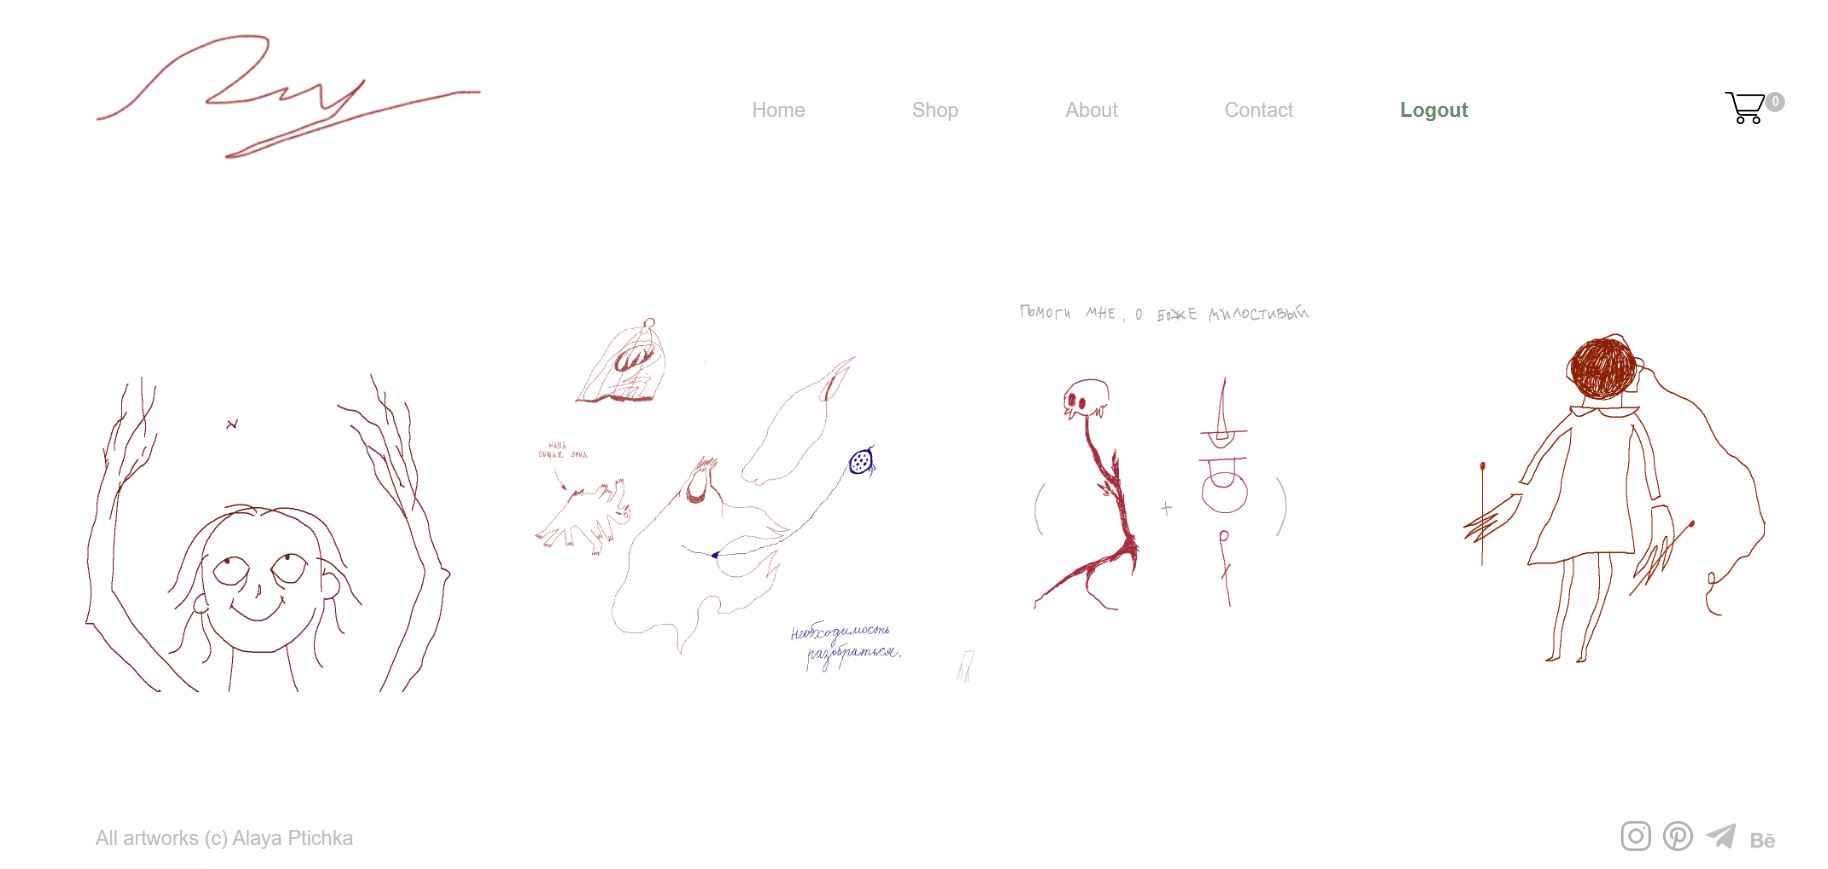 Home Shop About Contact Logout
0
Помоги мне, о боже милостивый
наша
общая вина
+
необходимость
разобраться.
All artworks (c) Alaya Ptichka
Bē